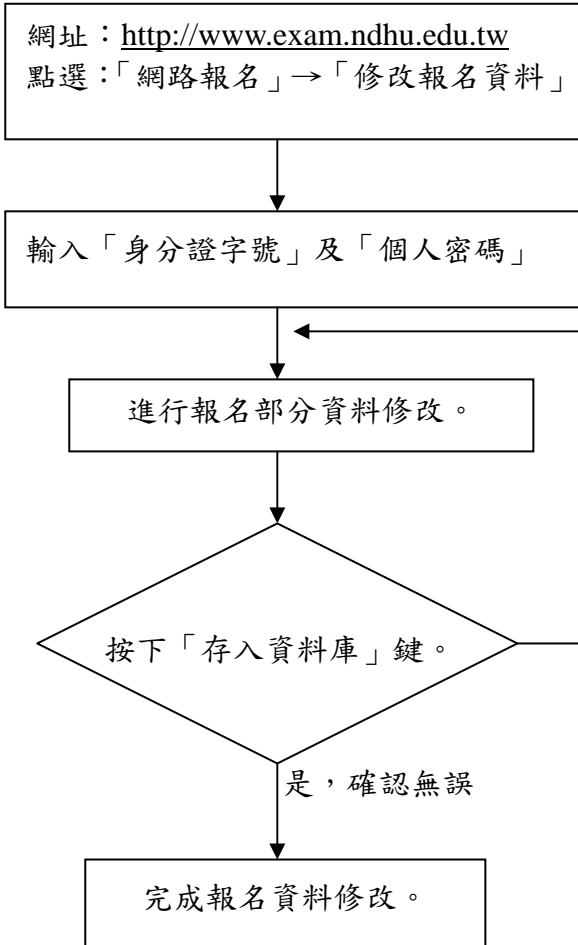 網址：http://www.exam.ndhu.edu.tw
點選：「網路報名」→「修改報名資料」
輸入「身分證字號」及「個人密碼」
進行報名部分資料修改。
按下「存入資料庫」鍵。
是，確認無誤
完成報名資料修改。